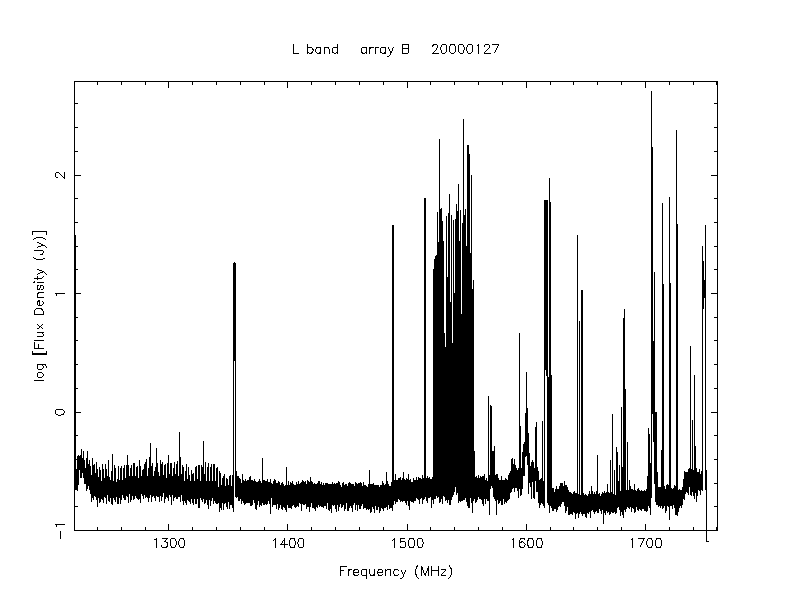 L band array B 20000127
log [Flux Density (Jy)]
2
1
0
-1
1300 1400 1500 1600 1700
Frequency (MHz)